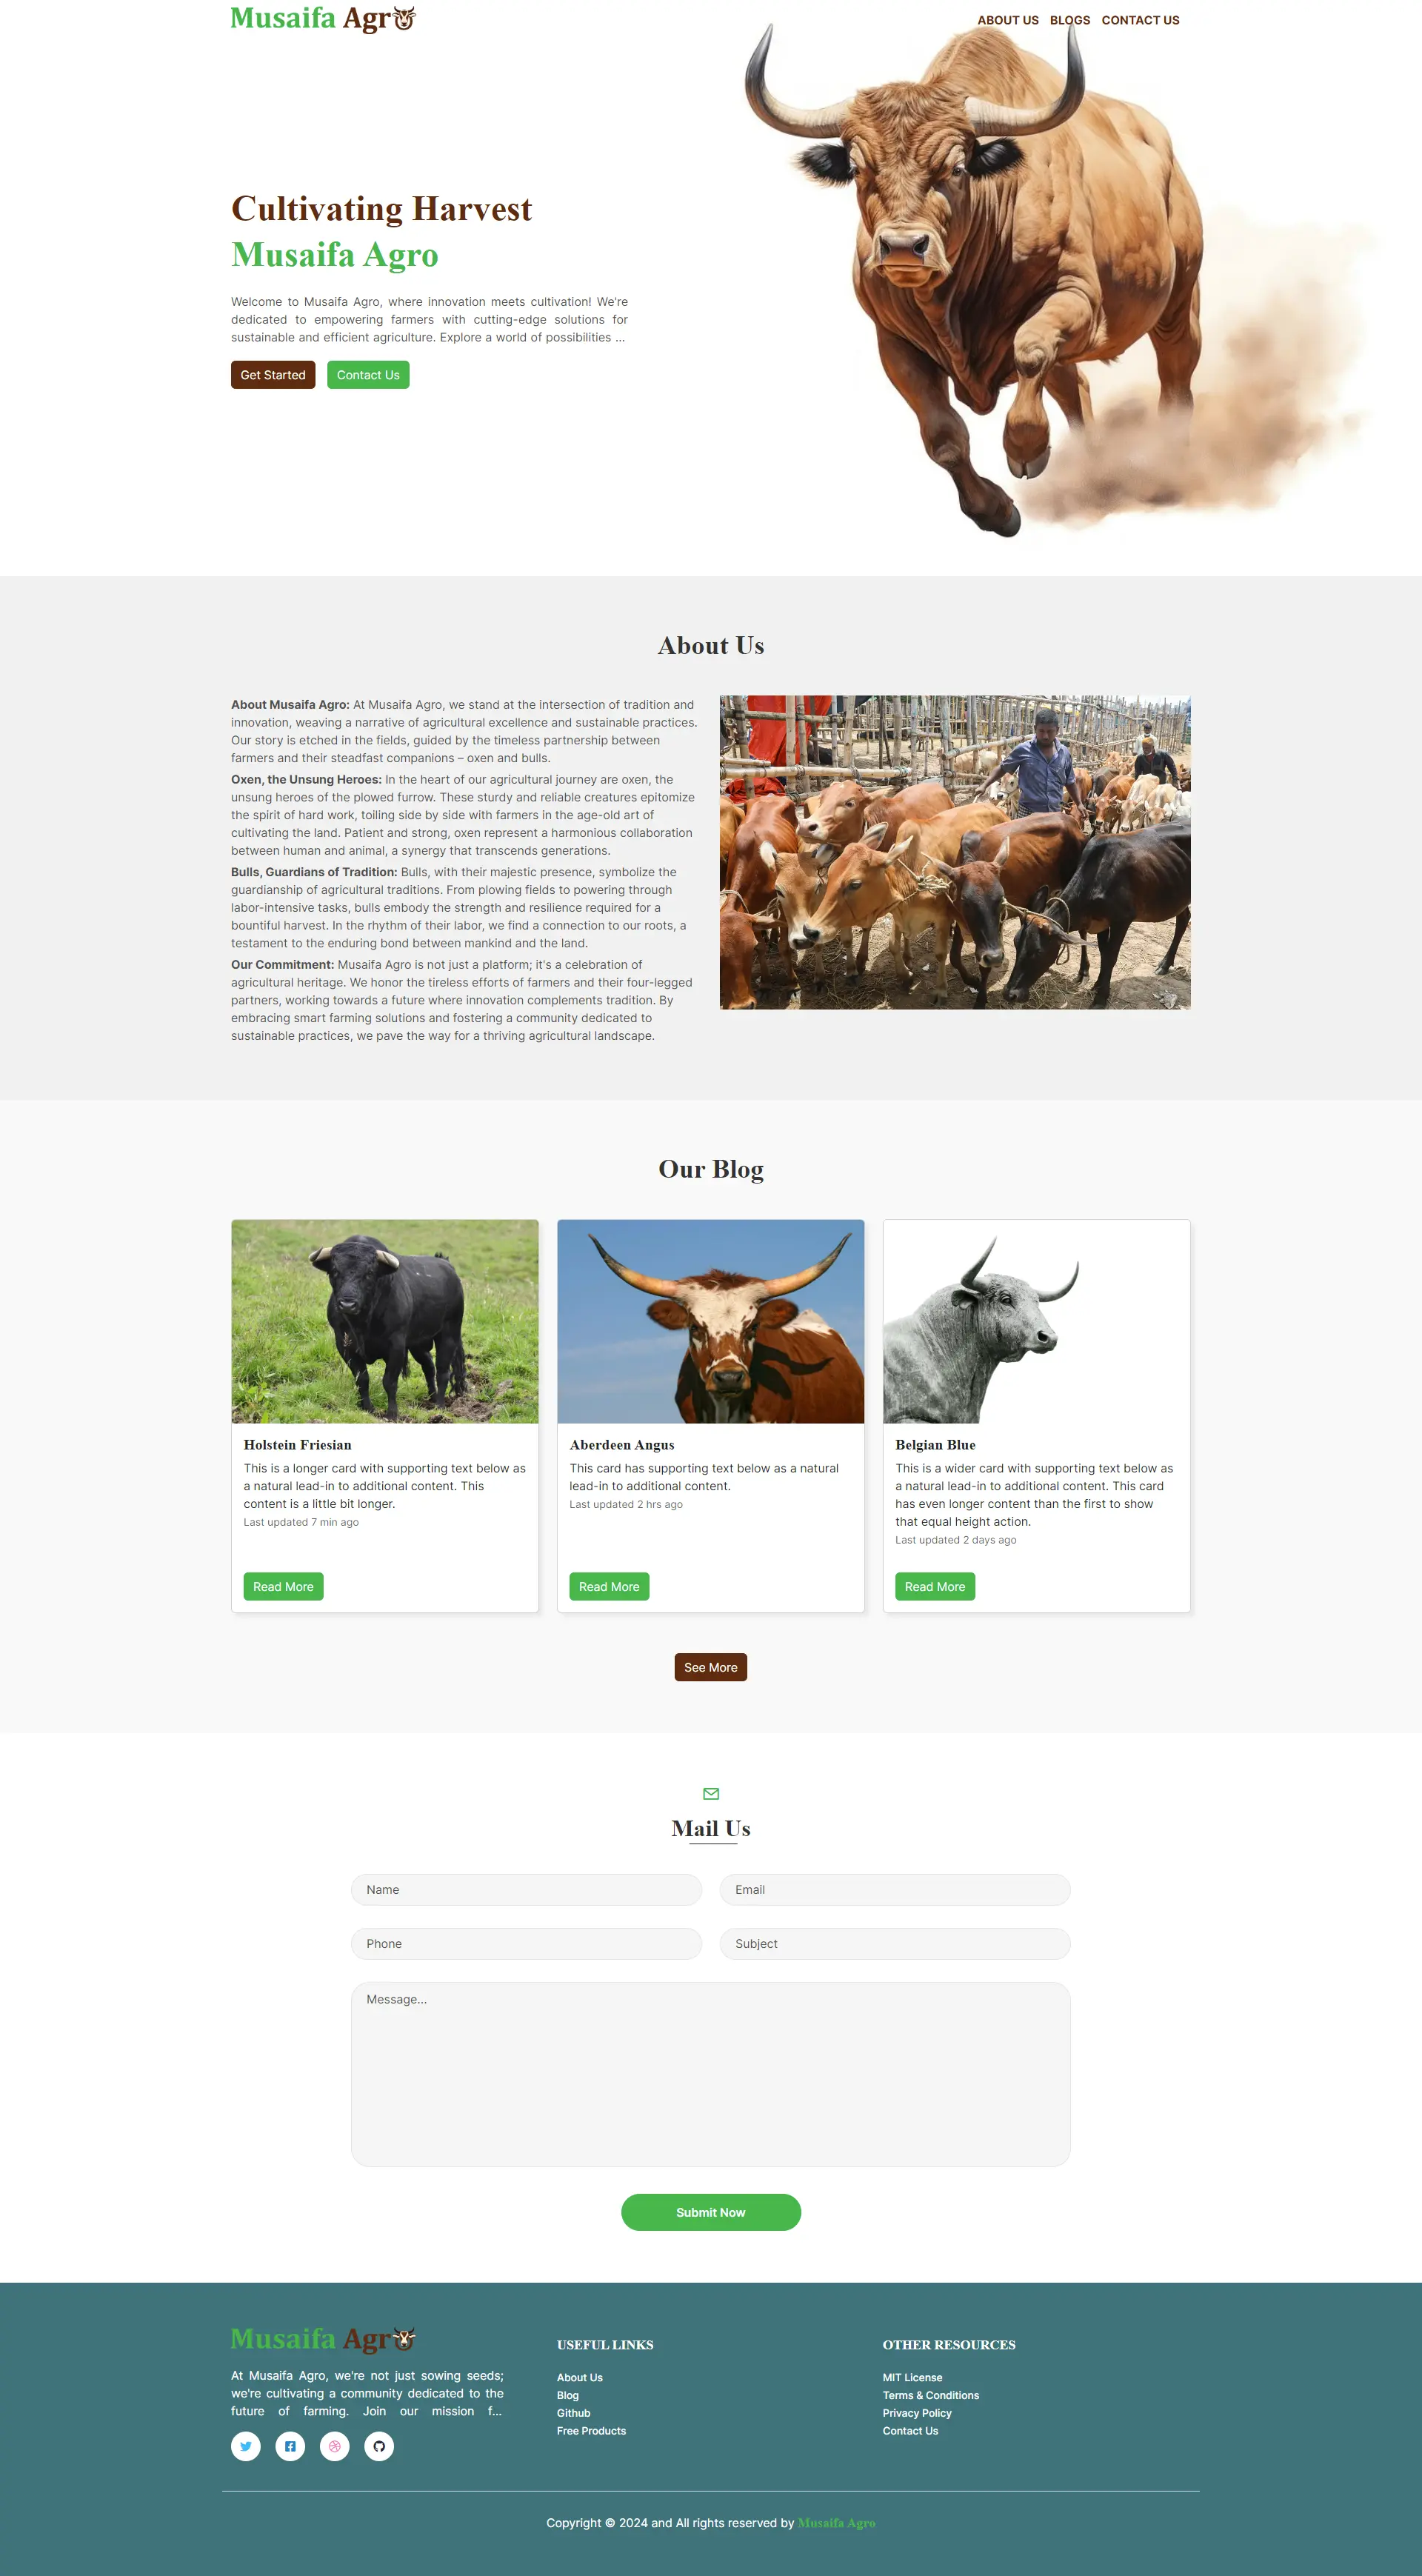 Musaifa Agr
ABOUT US BLOGS CONTACT US
Cultivating Harvest
Musaifa Agro
Welcome to Musaifa Agro, where innovation meets cultivation! We're
dedicated to empowering farmers with cutting-edge solutions for
sustainable and efficient agriculture. Explore a world of possibilities ...
Get Started Contact Us
About Us
About Musaifa Agro: At Musaifa Agro, we stand at the intersection of tradition and
innovation, weaving a narrative of agricultural excellence and sustainable practices.
Our story is etched in the fields, guided by the timeless partnership between
farmers and their steadfast companions – oxen and bulls.
Oxen, the Unsung Heroes: In the heart of our agricultural journey are oxen, the
unsung heroes of the plowed furrow. These sturdy and reliable creatures epitomize
the spirit of hard work, toiling side by side with farmers in the age-old art of
cultivating the land. Patient and strong, oxen represent a harmonious collaboration
between human and animal, a synergy that transcends generations.
Bulls, Guardians of Tradition: Bulls, with their majestic presence, symbolize the
guardianship of agricultural traditions. From plowing fields to powering through
labor-intensive tasks, bulls embody the strength and resilience required for a
bountiful harvest. In the rhythm of their labor, we find a connection to our roots, a
testament to the enduring bond between mankind and the land.
Our Commitment: Musaifa Agro is not just a platform; it's a celebration of
agricultural heritage. We honor the tireless efforts of farmers and their four-legged
partners, working towards a future where innovation complements tradition. By
embracing smart farming solutions and fostering a community dedicated to
sustainable practices, we pave the way for a thriving agricultural landscape.
Our Blog
Holstein Friesian
This is a longer card with supporting text below as
a natural lead-in to additional content. This
content is a little bit longer.
Last updated 7 min ago
Read More
Aberdeen Angus
This card has supporting text below as a natural
lead-in to additional content.
Last updated 2 hrs ago
Read More
Belgian Blue
This is a wider card with supporting text below as
a natural lead-in to additional content. This card
has even longer content than the first to show
that equal height action.
Last updated 2 days ago
Read More
See More
Mail Us
Name
Email
Phone
Subject
Message...
Submit Now
Musaifa Agr
At Musaifa Agro, we're not just sowing seeds;
we're cultivating a community dedicated to the
future of farming. Join our mission f...
USEFUL LINKS
About Us
Blog
Github
Free Products
OTHER RESOURCES
MIT License
Terms & Conditions
Privacy Policy
Contact Us
Copyright © 2024 and All rights reserved by Musaifa Agro